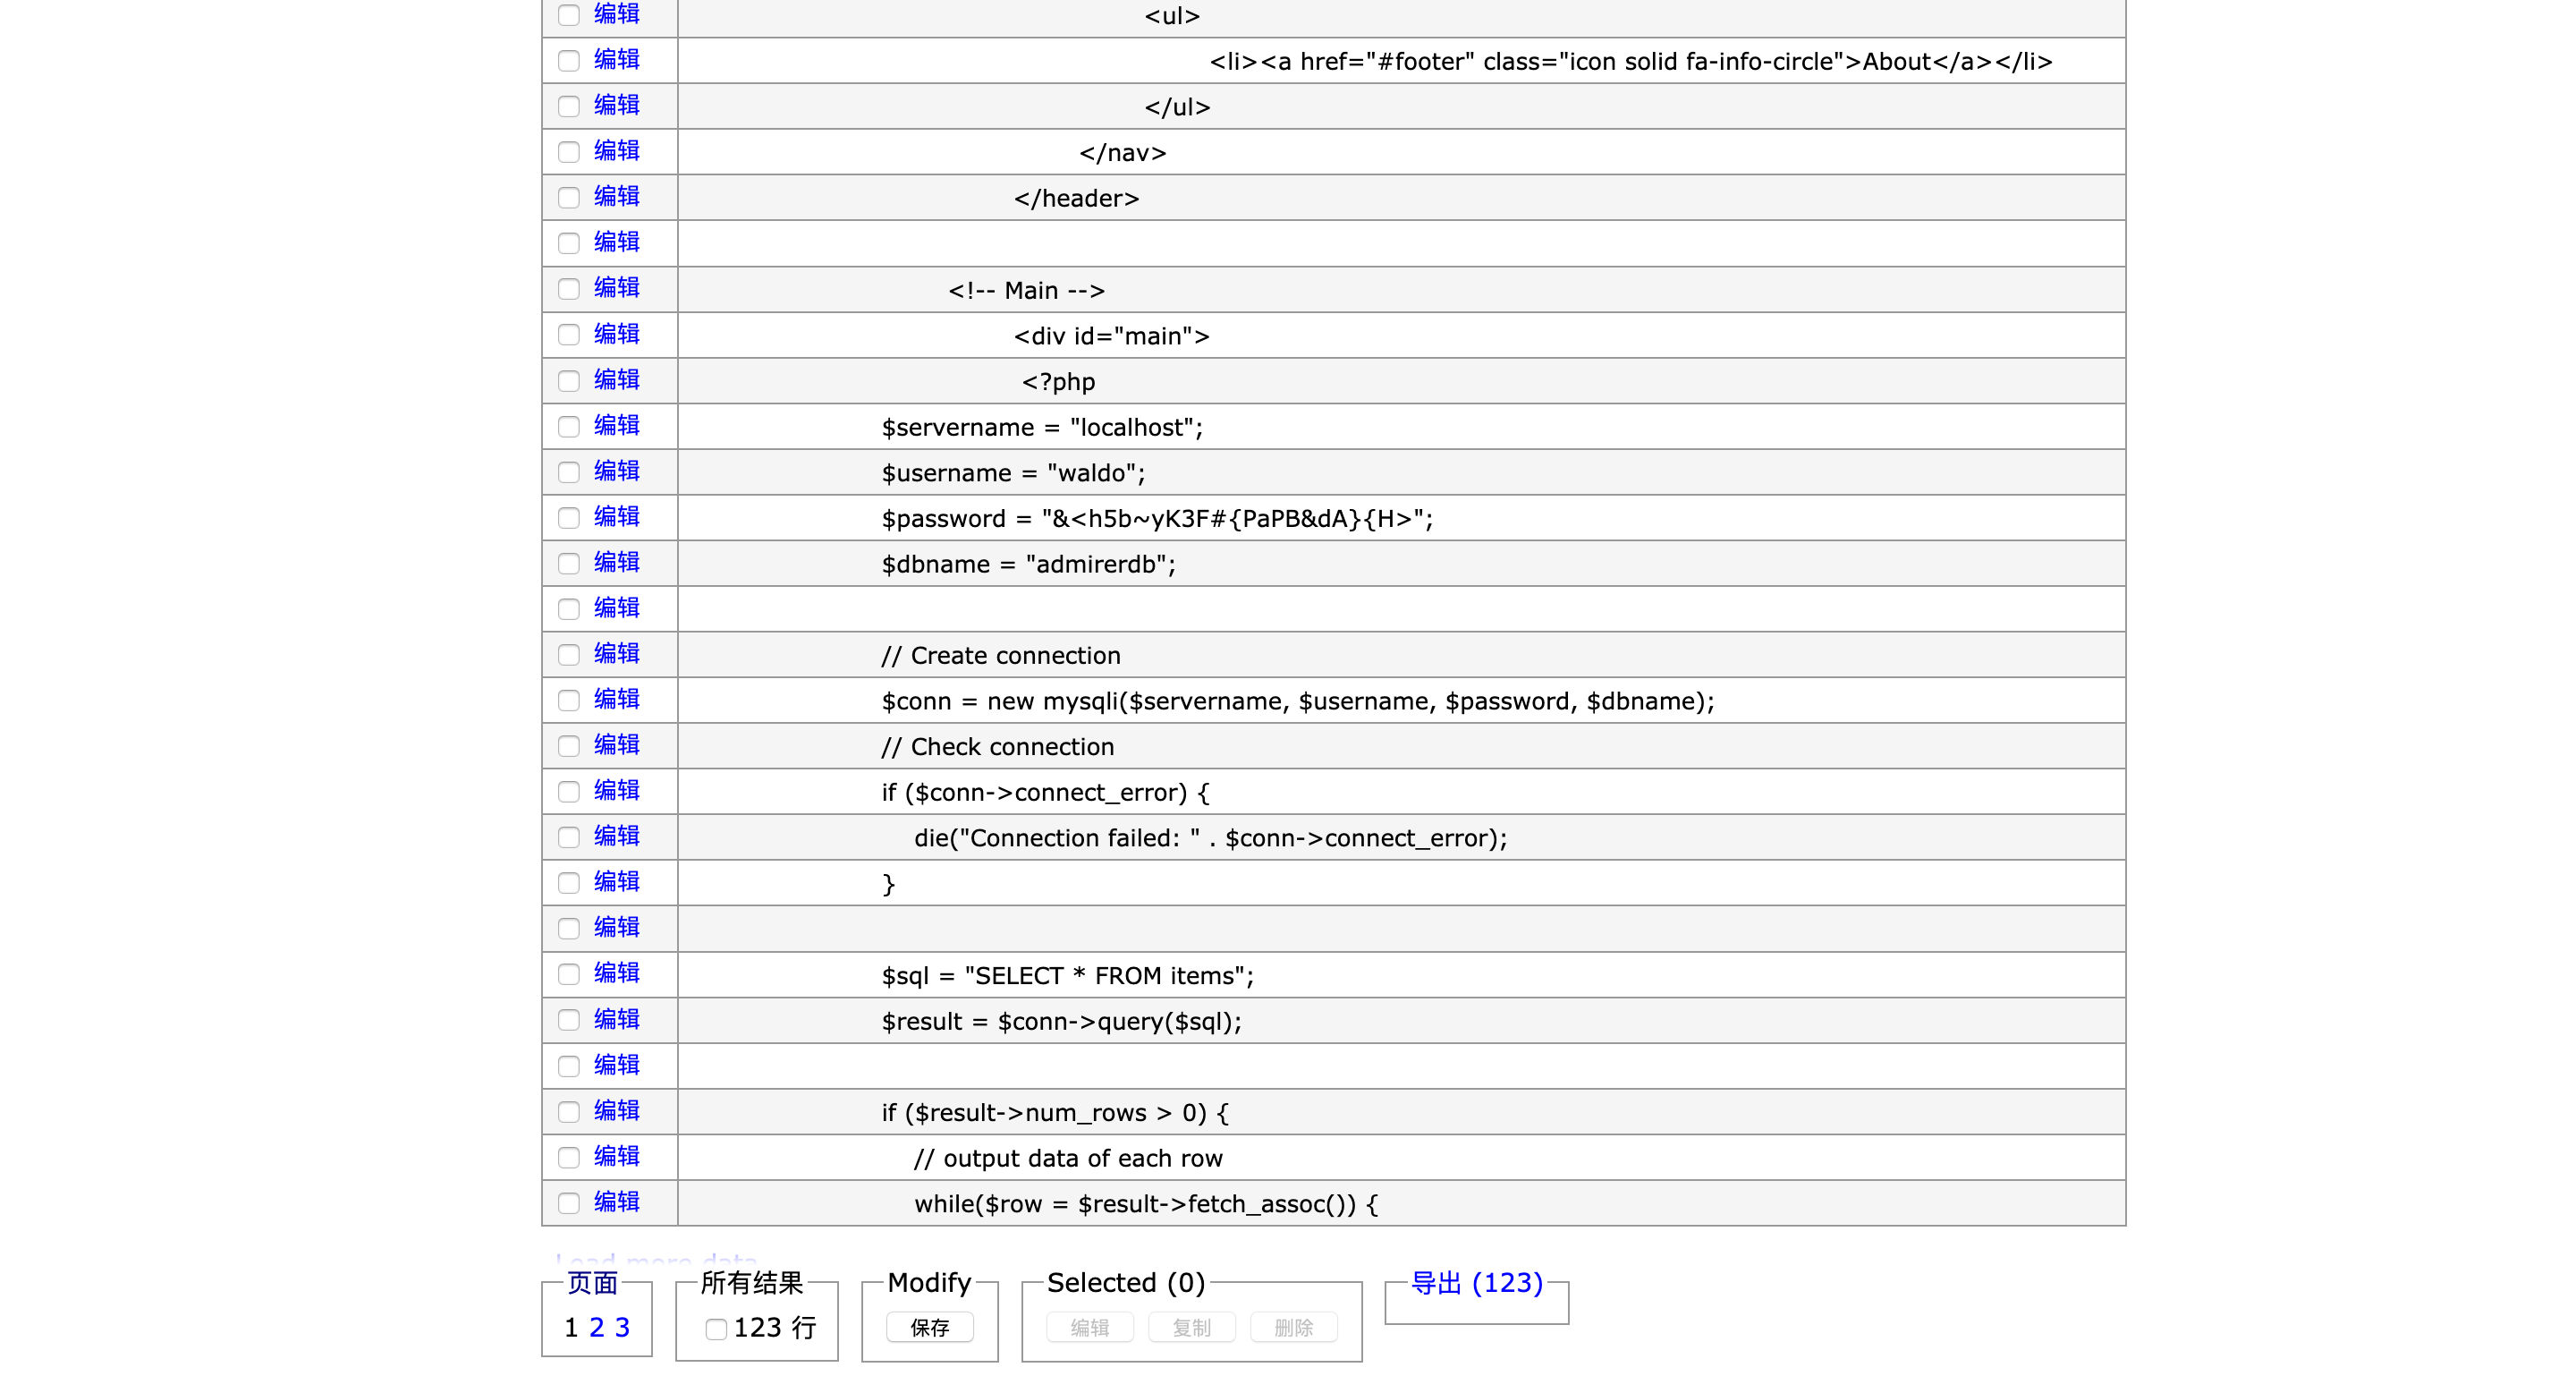 编辑 <ul>
编辑 <li><a href="#footer" class="icon solid fa-info-circle">About</a></li>
编辑 </ul>
编辑 </nav>
编辑 </header>
编辑
编辑 <!-- Main -->
编辑 <div id="main">
编辑 <?php
编辑 $servername = "localhost";
编辑 $username = "waldo";
编辑 $password = "&<h5b~yK3F#{PaPB&dA}{H>";
编辑 $dbname = "admirerdb";
编辑
编辑 // Create connection
编辑 $conn = new mysqli($servername, $username, $password, $dbname);
编辑 // Check connection
编辑 if ($conn->connect_error) {
编辑 die("Connection failed: " . $conn->connect_error);
编辑 }
编辑
编辑 $sql = "SELECT * FROM items";
编辑 $result = $conn->query($sql);
编辑
编辑 if ($result->num_rows > 0) {
编辑 // output data of each row
编辑 while($row = $result->fetch_assoc()) {
Load more data
页面 所有结果 Modify Selected (0) 导出 (123)
1 2 3 123 行 保存 编辑 复制 删除